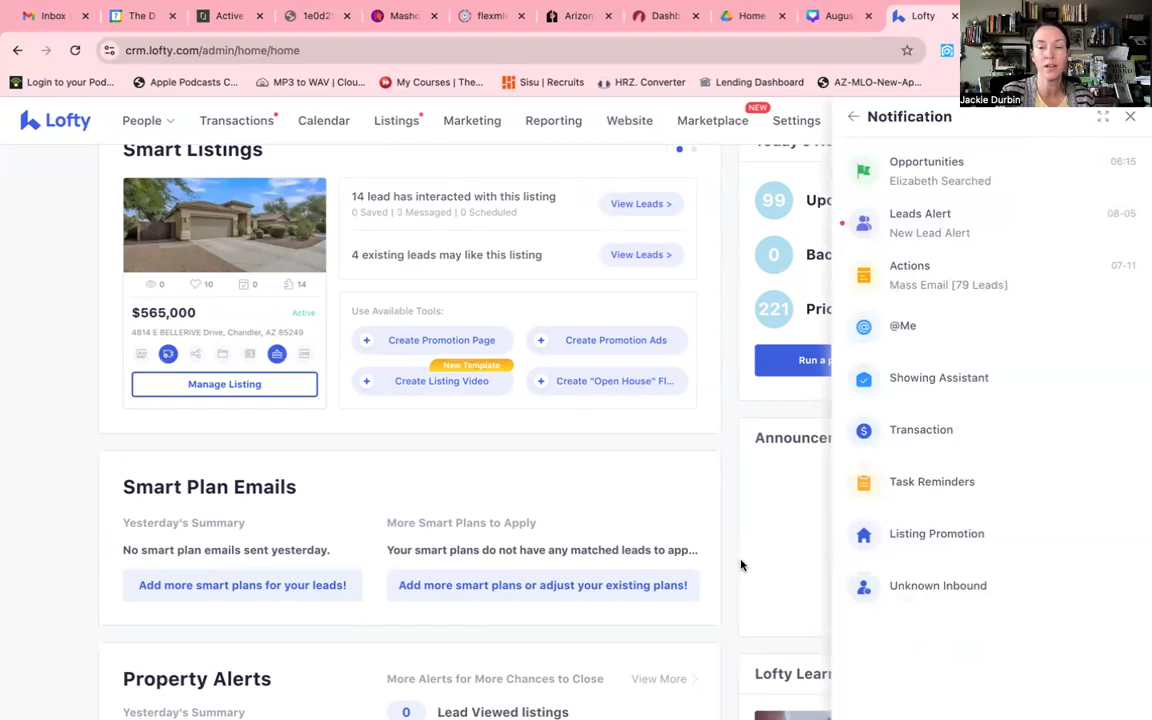 Inbox
The D
Active
1e0d2
Mashc
flexmi
Arizon
Dashb
Home
Augus
Lofty
crm.lofty.com/admin/home/home
Login to your Pod...
Apple Podcasts C...
MP3 to WAV | Clou...
My Courses | The...
Sisu | Recruits
HRZ. Converter
Lending Dashboard
AZ-MLO-New-Ap...
Jackie Durbin
Lofty
People
Transactions
Calendar
Listings
Marketing
Reporting
Website
Marketplace
NEW
Settings
Smart Listings
0
10
0
14
$565,000
Active
4814 E BELLERIVE Drive, Chandler, AZ 85249
Manage Listing
14 lead has interacted with this listing
0 Saved | 3 Messaged | 0 Scheduled
View Leads >
4 existing leads may like this listing
View Leads >
Use Available Tools:
+ Create Promotion Page
+ Create Promotion Ads
New Template
+ Create Listing Video
+ Create "Open House" Fl...
99 Upc
0 Bac
221 Pric
Run a p
Announcer
Smart Plan Emails
Yesterday's Summary
No smart plan emails sent yesterday.
Add more smart plans for your leads!
More Smart Plans to Apply
Your smart plans do not have any matched leads to app...
Add more smart plans or adjust your existing plans!
Property Alerts
More Alerts for More Chances to Close
View More
Yesterday's Summary
0 Lead Viewed listings
Lofty Lear
Notification
Opportunities
06:15
Elizabeth Searched
Leads Alert
08-05
New Lead Alert
Actions
07-11
Mass Email [79 Leads]
@Me
Showing Assistant
Transaction
Task Reminders
Listing Promotion
Unknown Inbound